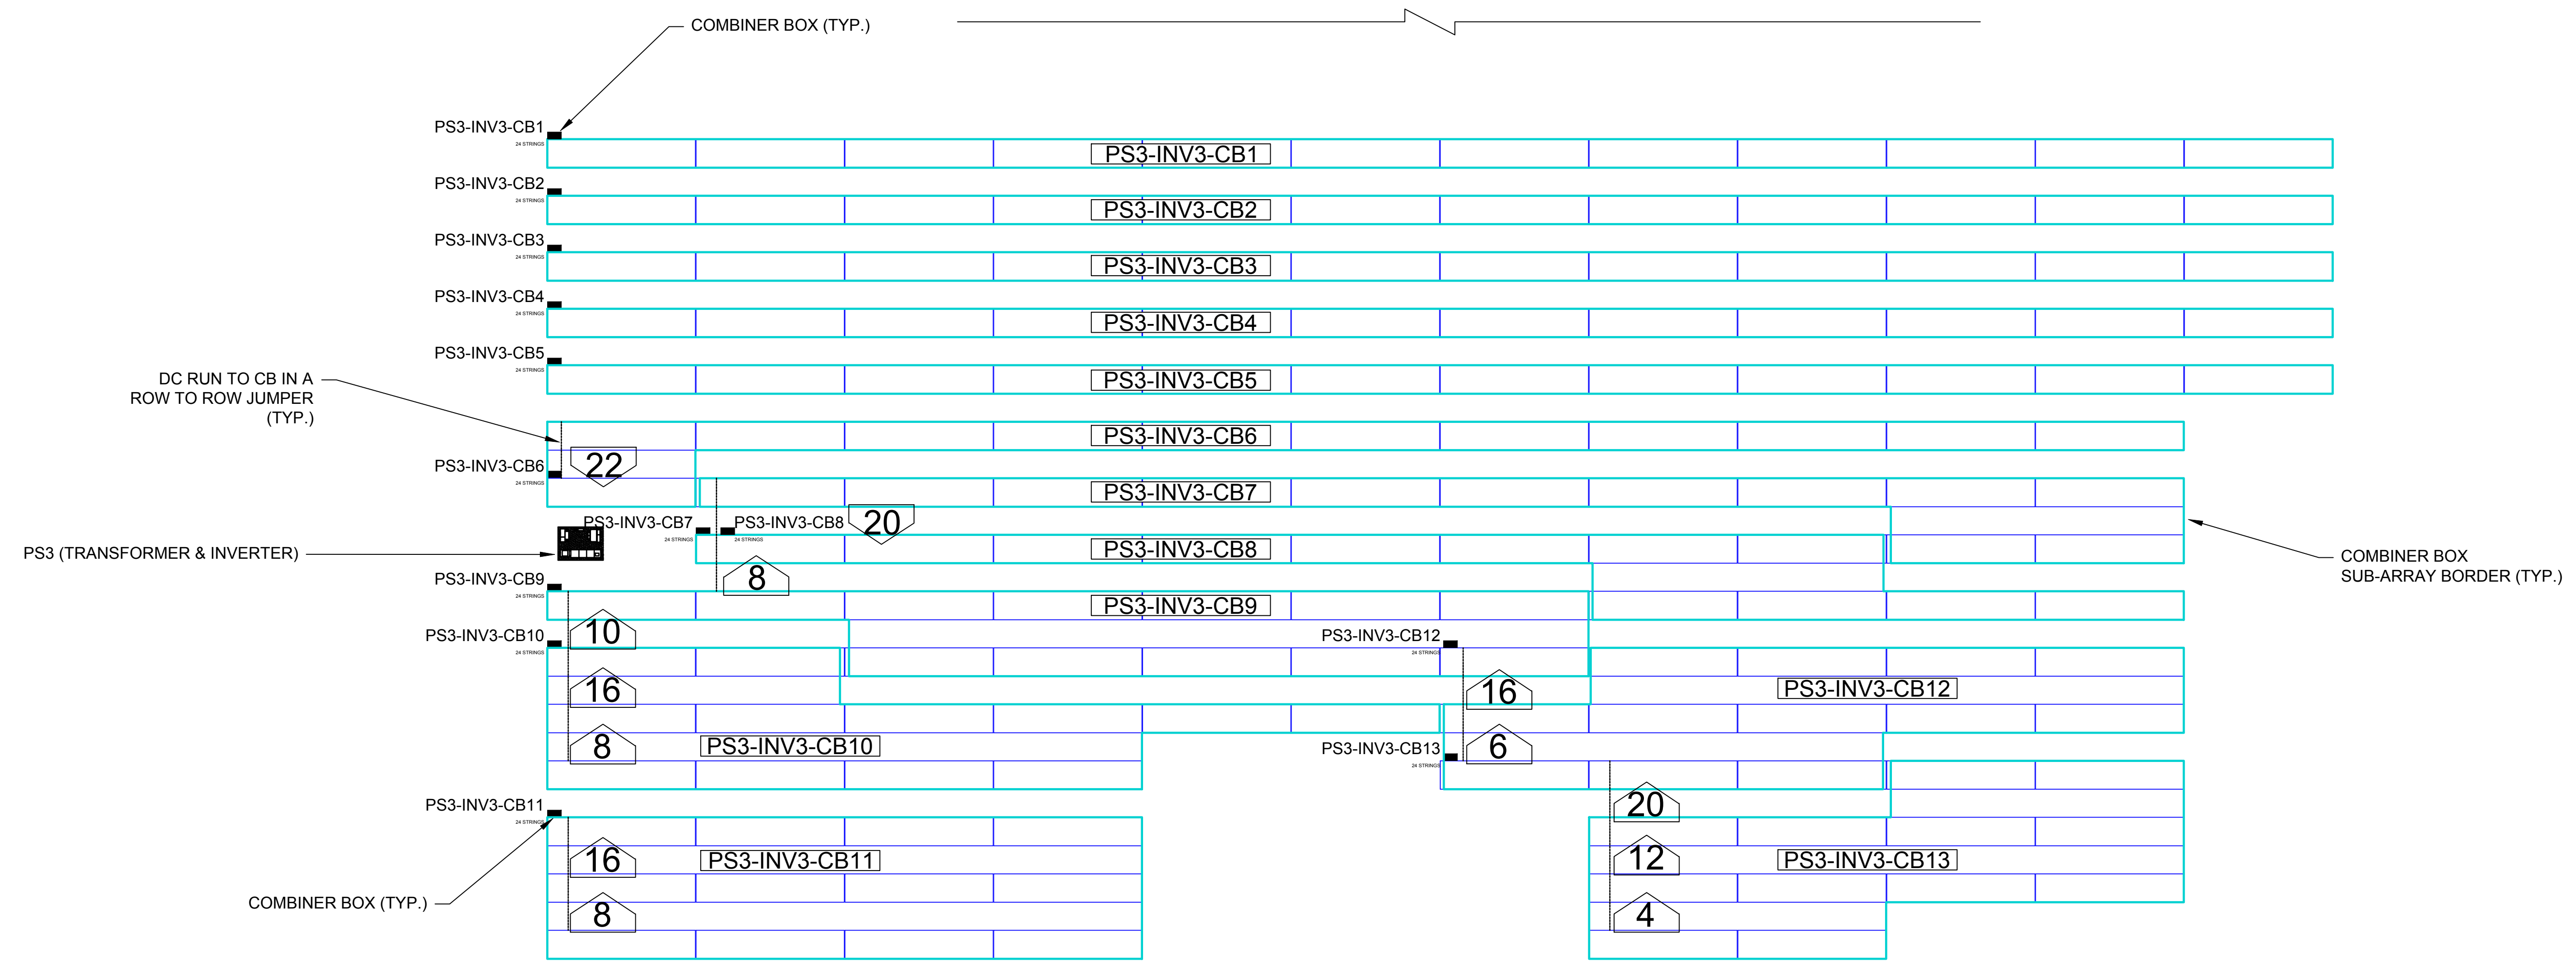 COMBINER BOX (TYP.)
PS3-INV3-CB1
24 STRINGS
PS3-INV3-CB1
PS3-INV3-CB2
24 STRINGS
PS3-INV3-CB2
PS3-INV3-CB3
24 STRINGS
PS3-INV3-CB3
PS3-INV3-CB4
24 STRINGS
PS3-INV3-CB4
PS3-INV3-CB5
24 STRINGS
PS3-INV3-CB5
DC RUN TO CB IN A
ROW TO ROW JUMPER
(TYP.)
PS3-INV3-CB6
PS3-INV3-CB6
24 STRINGS
22
PS3-INV3-CB7
PS3-INV3-CB7
24 STRINGS
PS3-INV3-CB8
24 STRINGS
20
PS3-INV3-CB8
PS3 (TRANSFORMER & INVERTER)
COMBINER BOX
SUB-ARRAY BORDER (TYP.)
8
PS3-INV3-CB9
24 STRINGS
PS3-INV3-CB9
10
PS3-INV3-CB10
24 STRINGS
PS3-INV3-CB12
24 STRINGS
16
16
PS3-INV3-CB12
8
PS3-INV3-CB10
PS3-INV3-CB13
24 STRINGS
6
PS3-INV3-CB11
24 STRINGS
20
16
PS3-INV3-CB11
12
PS3-INV3-CB13
COMBINER BOX (TYP.)
8
4